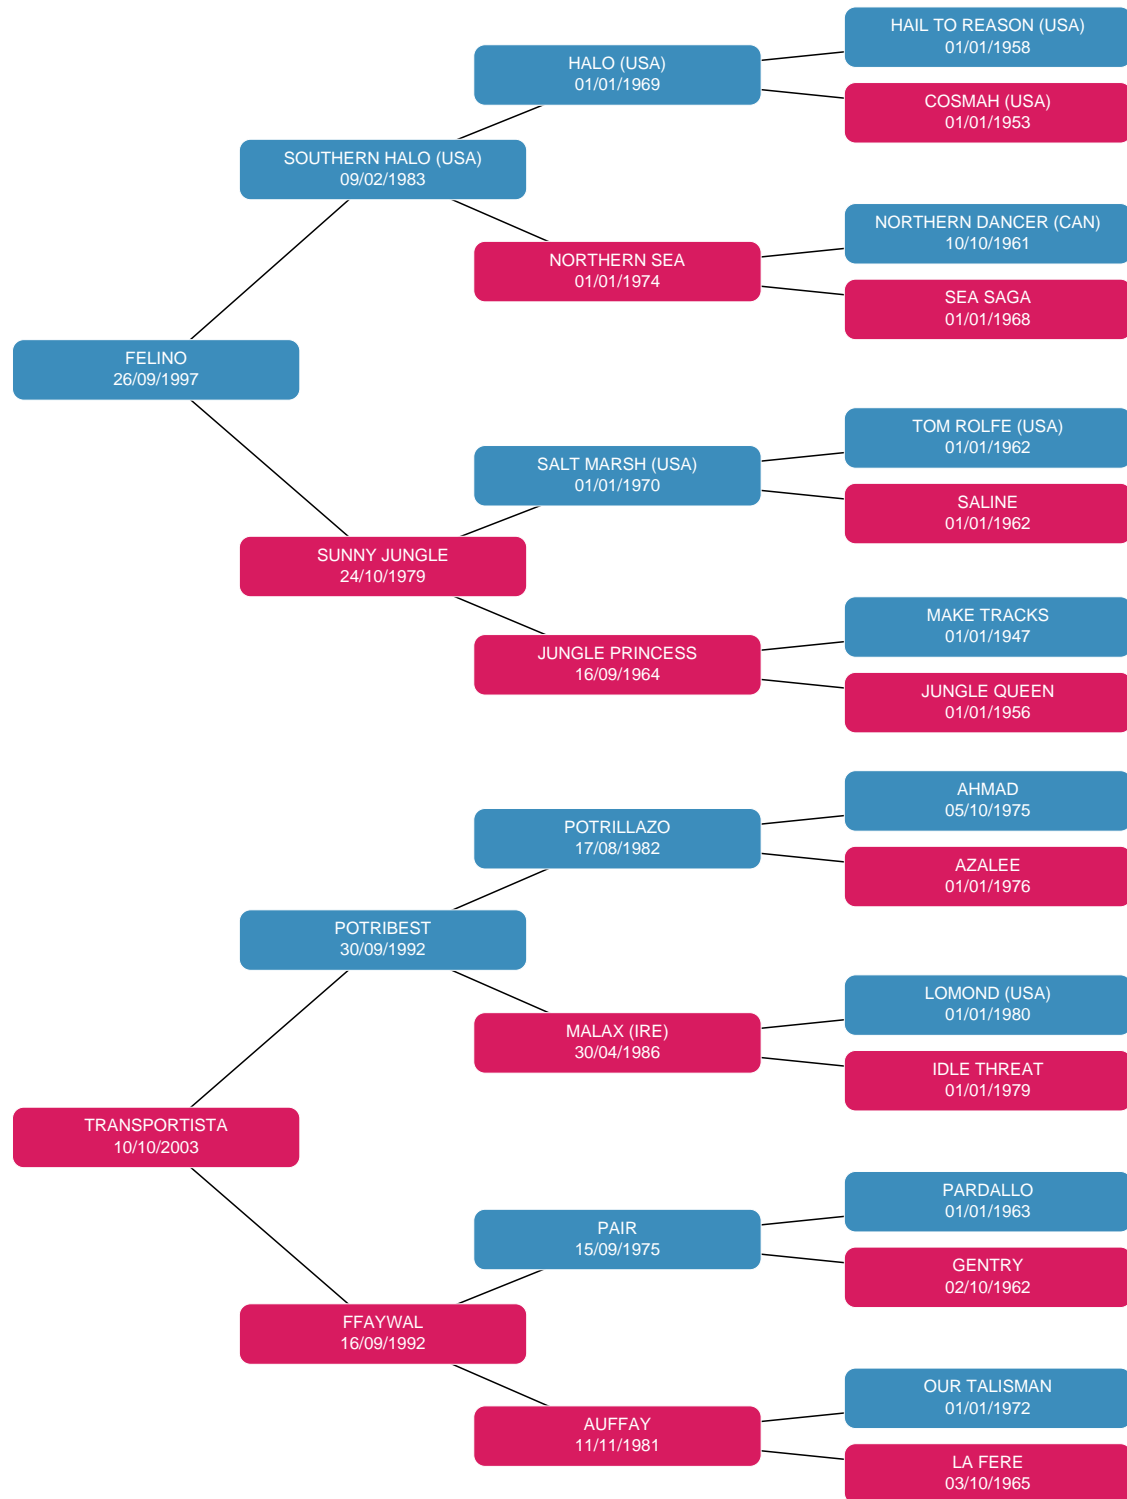 HAIL TO REASON (USA)
01/01/1958
HALO (USA)
01/01/1969
COSMAH (USA)
01/01/1953
SOUTHERN HALO (USA)
09/02/1983
NORTHERN DANCER (CAN)
10/10/1961
NORTHERN SEA
01/01/1974
SEA SAGA
01/01/1968
FELINO
26/09/1997
TOM ROLFE (USA)
01/01/1962
SALT MARSH (USA)
01/01/1970
SALINE
01/01/1962
SUNNY JUNGLE
24/10/1979
MAKE TRACKS
01/01/1947
JUNGLE PRINCESS
16/09/1964
JUNGLE QUEEN
01/01/1956
AHMAD
05/10/1975
POTRILLAZO
17/08/1982
AZALEE
01/01/1976
POTRIBEST
30/09/1992
LOMOND (USA)
01/01/1980
MALAX (IRE)
30/04/1986
IDLE THREAT
01/01/1979
TRANSPORTISTA
10/10/2003
PARDALLO
01/01/1963
PAIR
15/09/1975
GENTRY
02/10/1962
FFAYWAL
16/09/1992
OUR TALISMAN
01/01/1972
AUFFAY
11/11/1981
LA FERE
03/10/1965